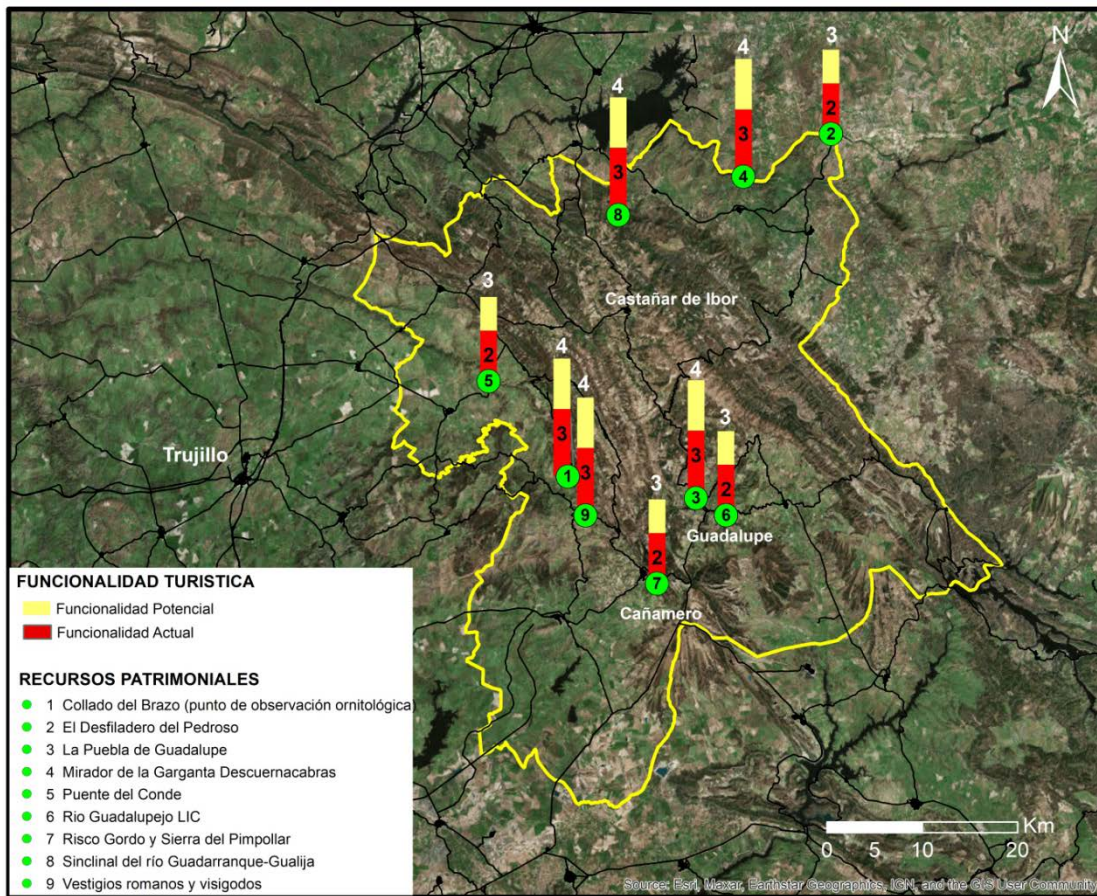 N
3
4
2
4
3
2
3
4
3
8
Castañar de Ibor
3
2
5
4
4
3
1
3
9
4
3
3
3
2
6
Trujillo
Guadalupe
3
2
7
Cañamero
FUNCIONALIDAD TURISTICA
Funcionalidad Potencial
Funcionalidad Actual
RECURSOS PATRIMONIALES
1 Collado del Brazo (punto de observación ornitológica)
2 El Desfiladero del Pedroso
3 La Puebla de Guadalupe
4 Mirador de la Garganta Descuernacabras
5 Puente del Conde
6 Rio Guadalupejo LIC
7 Risco Gordo y Sierra del Pimpollar
8 Sinclinal del río Guadarranque-Gualija
9 Vestigios romanos y visigodos
Km
0 5 10 20
Source: Esri, Maxar, Earthstar Geographics, IGN, and the GIS User Community